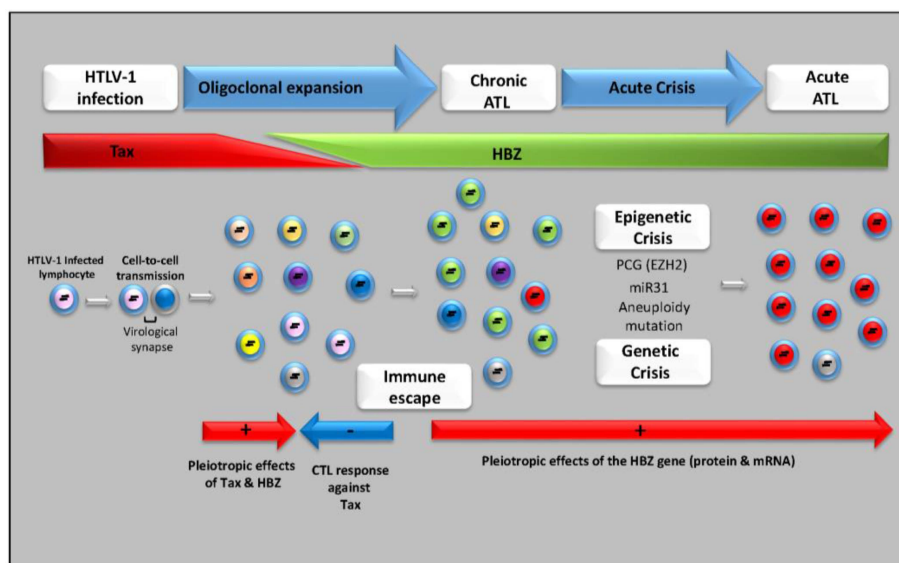 HTLV-1
infection
Oligoclonal expansion
Chronic
ATL
Acute Crisis
Acute
ATL
Tax
HBZ
HTLV-1 Infected
lymphocyte
Cell-to-cell
transmission
Virological
synapse
Epigenetic
Crisis
PCG (EZH2)
miR31
Aneuploidy
mutation
Genetic
Crisis
Immune
escape
+
-
+
Pleiotropic effects
of Tax & HBZ
CTL response
against
Tax
Pleiotropic effects of the HBZ gene (protein & mRNA)